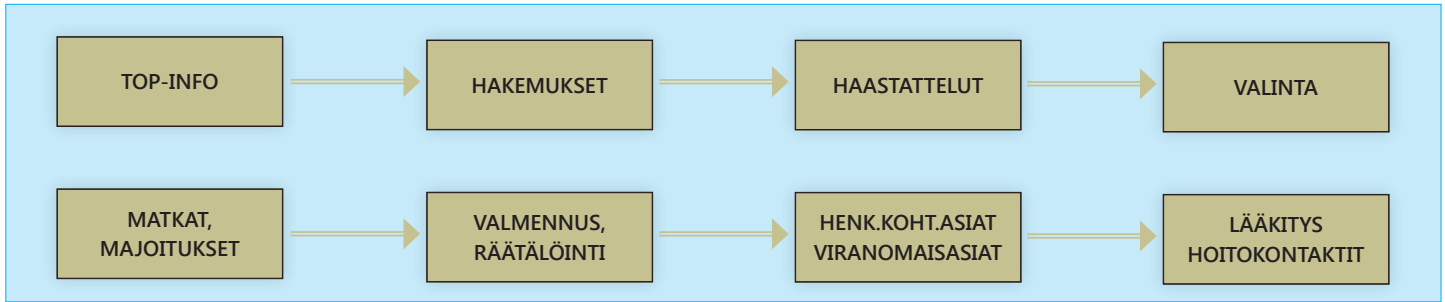 TOP-INFO
HAKEMUKSET
HAASTATTELUT
VALINTA
MATKAT,
MAJOITUKSET
VALMENNUS,
RÄÄTÄLÖINTI
HENK.KOHT.ASIAT
VIRANOMAISASIAT
LÄÄKITYS
HOITOKONTAKTIT